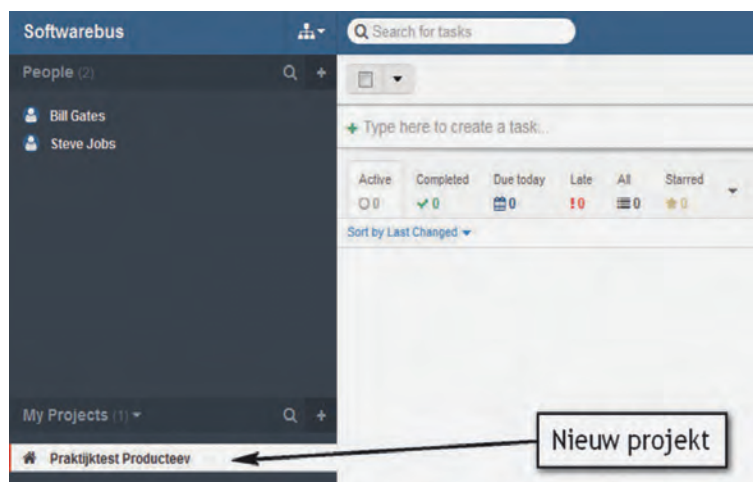 Softwarebus
Search for tasks
People (2)
Bill Gates
Steve Jobs
Type here to create a task...
Active Completed Due today Late All Starred
0 0 0 !0 0 0
Sort by Last Changed
My Projects (1)
Praktijktest Producteev
Nieuw projekt